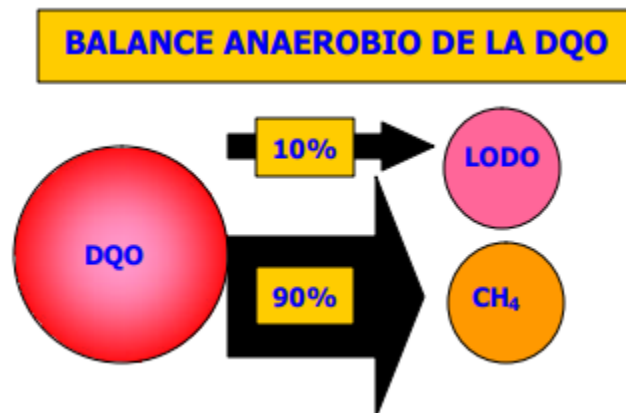 BALANCE ANAEROBIO DE LA DQO
10%
LODO
DQO
90%
CH₄